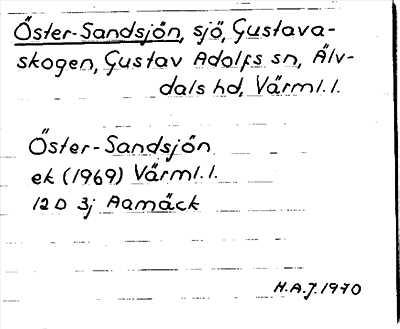 Öster-Sandsjön, sjö, Gustava-
skogen, Gustav Adolfs sn, Älv-
dals hd, Värml. l.
Öster-Sandsjön
ek (1969) Värml. l.
12 D 3j Aamäck
H.A.J. 1970